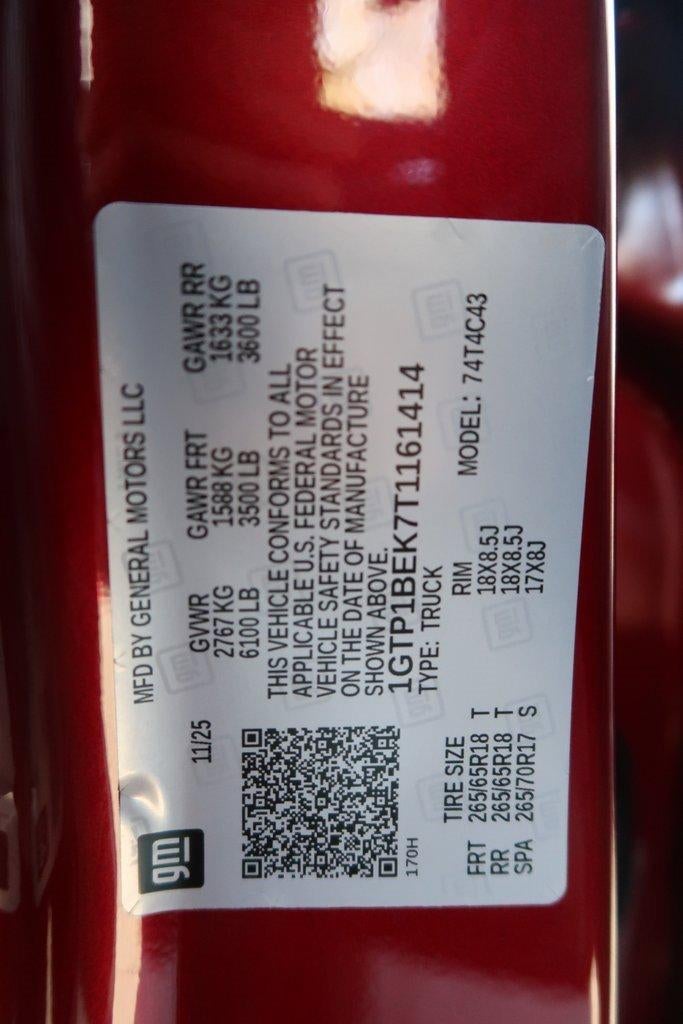 gm
MFD BY GENERAL MOTORS LLC
11/25
GVWR GAWR FRT GAWR RR
2767 KG 1588 KG 1633 KG
6100 LB 3500 LB 3600 LB
THIS VEHICLE CONFORMS TO ALL
APPLICABLE U.S. FEDERAL MOTOR
VEHICLE SAFETY STANDARDS IN EFFECT
ON THE DATE OF MANUFACTURE
SHOWN ABOVE.
1GTP1BEK7T1161414
TYPE: TRUCK MODEL: 74T4C43
170H
TIRE SIZE RIM
FRT 265/65R18 T 18X8.5J
RR 265/65R18 T 18X8.5J
SPA 265/70R17 S 17X8J